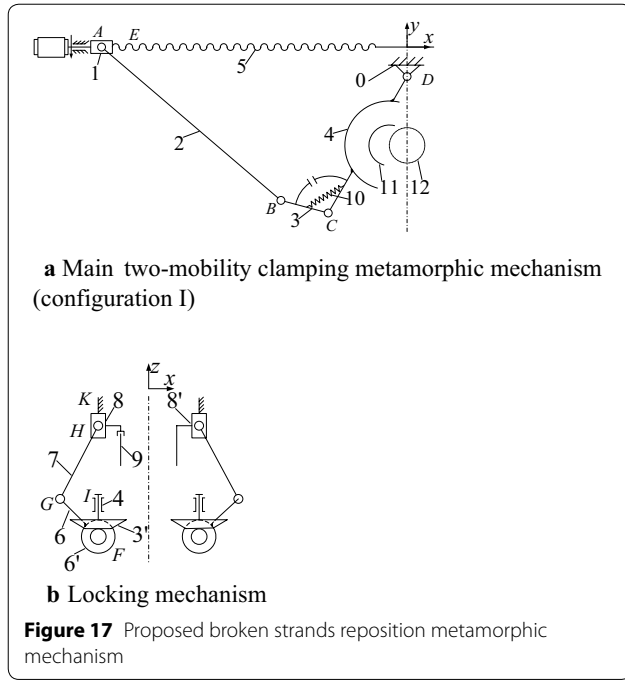 A E y x
1 5 0 D
4
2
11 12
B 3 10 C
a Main two-mobility clamping metamorphic mechanism
(configuration I)
z
K 8 x 8'
H
7 9
G I 4
6 3'
6' F
b Locking mechanism
Figure 17 Proposed broken strands reposition metamorphic
mechanism